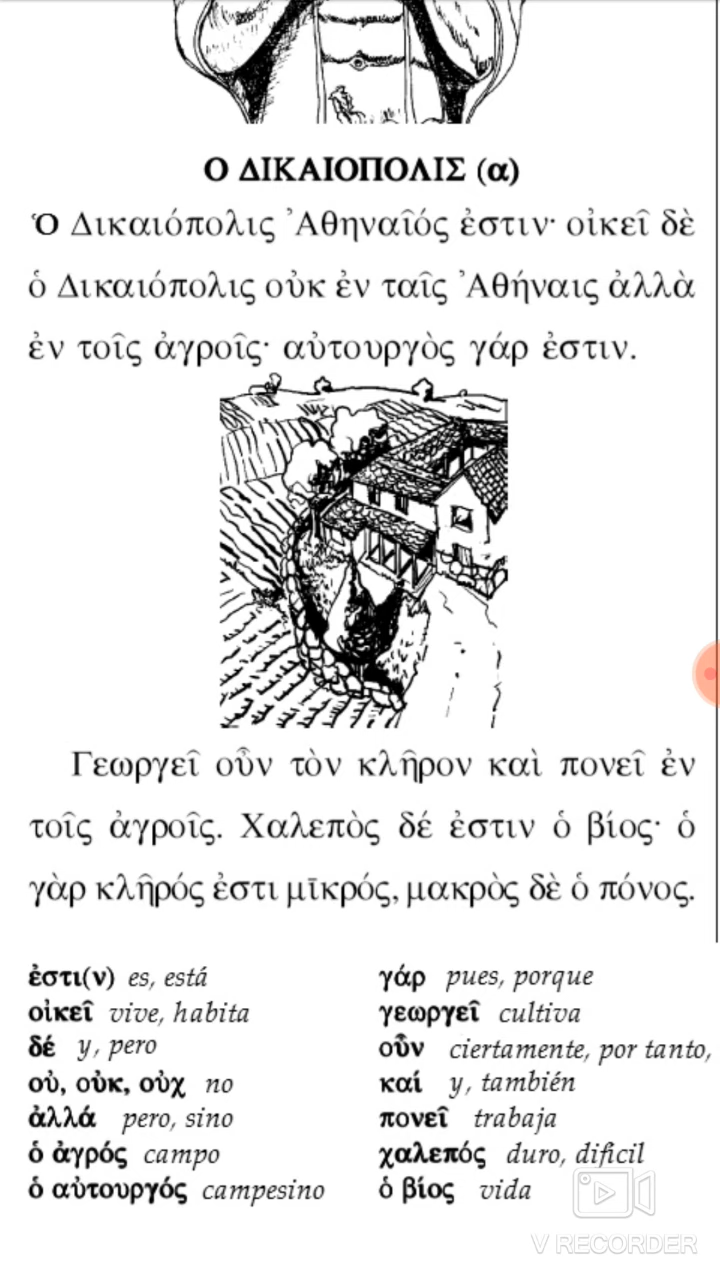 Ο ΔΙΚΑΙΟΠΟΛΙΣ (α)
Ὁ Δικαιόπολις Ἀθηναῖός ἐστιν· οἰκεῖ δὲ
ὁ Δικαιόπολις οὐκ ἐν ταῖς Ἀθήναις ἀλλὰ
ἐν τοῖς ἀγροῖς· αὐτουργὸς γάρ ἐστιν.
Γεωργεῖ οὖν τὸν κλῆρον καὶ πονεῖ ἐν
τοῖς ἀγροῖς. Χαλεπὸς δέ ἐστιν ὁ βίος· ὁ
γὰρ κλῆρός ἐστι μῑκρός, μακρὸς δὲ ὁ πόνος.
ἐστι(ν) es, está
οἰκεῖ vive, habita
δέ y, pero
οὐ, οὐκ, οὐχ no
ἀλλά pero, sino
ὁ ἀγρός campo
ὁ αὐτουργός campesino
γάρ pues, porque
γεωργεῖ cultiva
οὖν ciertamente, por tanto,
καί y, también
πονεῖ trabaja
χαλεπός duro, dificil
ὁ βίος vida
V RECORDER